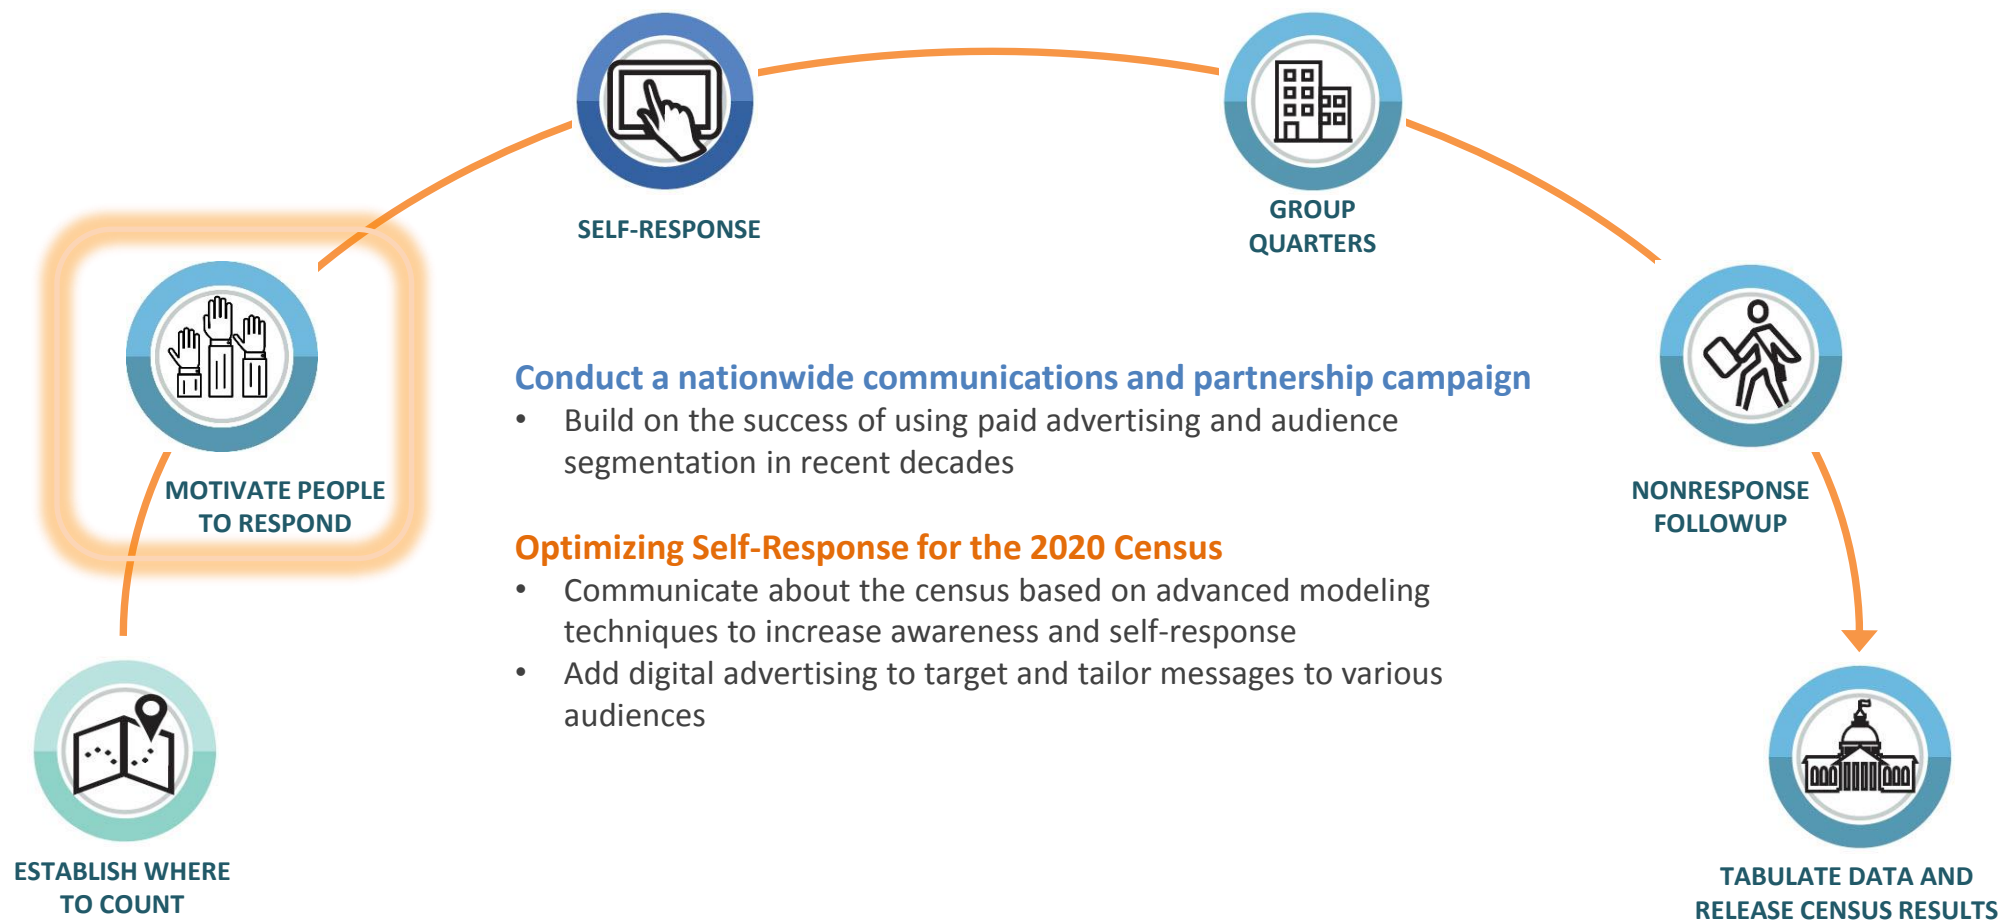 SELF-RESPONSE
GROUP
QUARTERS
MOTIVATE PEOPLE
TO RESPOND
Conduct a nationwide communications and partnership campaign
• Build on the success of using paid advertising and audience
segmentation in recent decades
Optimizing Self-Response for the 2020 Census
• Communicate about the census based on advanced modeling
techniques to increase awareness and self-response
• Add digital advertising to target and tailor messages to various
audiences
NONRESPONSE
FOLLOWUP
ESTABLISH WHERE
TO COUNT
TABULATE DATA AND
RELEASE CENSUS RESULTS